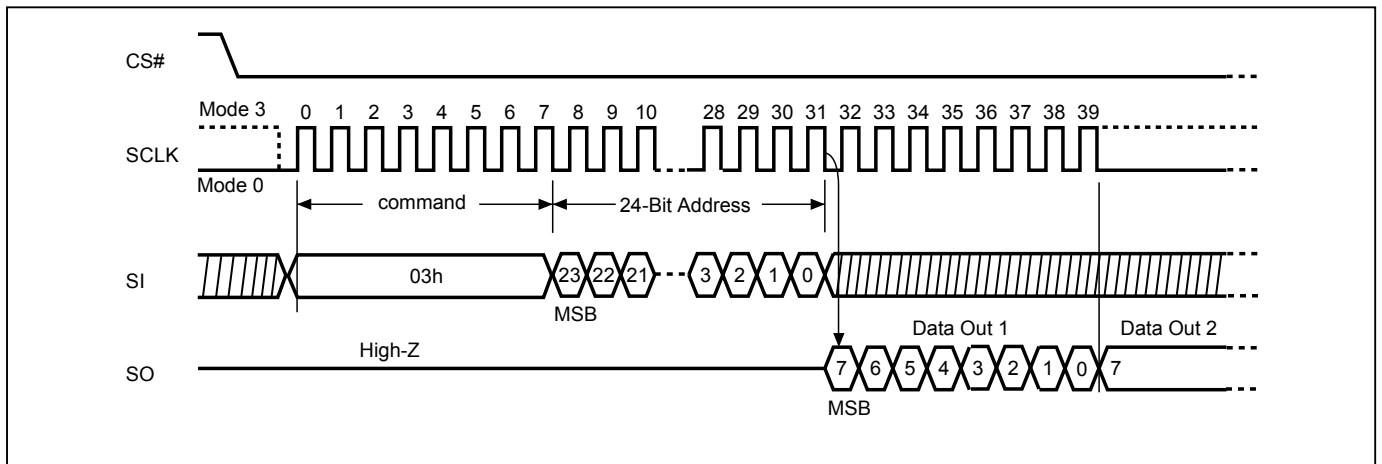 CS#
Mode 3
0 1 2 3 4 5 6 7 8 9 10 28 29 30 31 32 33 34 35 36 37 38 39
SCLK
Mode 0
command
24-Bit Address
SI
03h
23 22 21 3 2 1 0
MSB
Data Out 1
Data Out 2
High-Z
SO
7 6 5 4 3 2 1 0 7
MSB